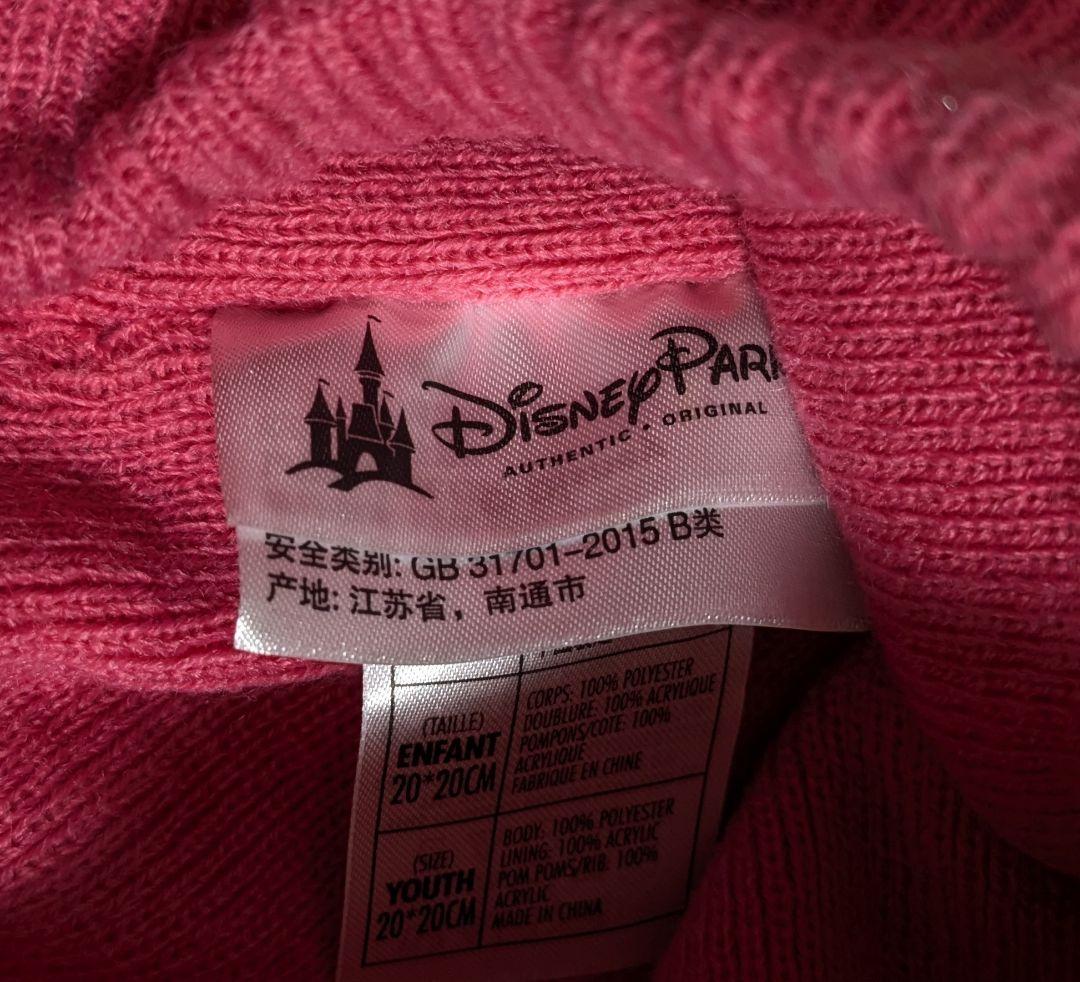 DISNEY PARK
AUTHENTIC • ORIGINAL
安全类别: GB 31701-2015 B类
产地: 江苏省，南通市
(TAILLE)
ENFANT
20*20CM
CORPS: 100% POLYESTER
DOUBLURE: 100% ACRYLIQUE
POMPONS/COTE: 100%
ACRYLIQUE
FABRIQUE EN CHINE
(SIZE)
YOUTH
20*20CM
BODY: 100% POLYESTER
LINING: 100% ACRYLIC
POM POMS/RIB: 100%
ACRYLIC
MADE IN CHINA